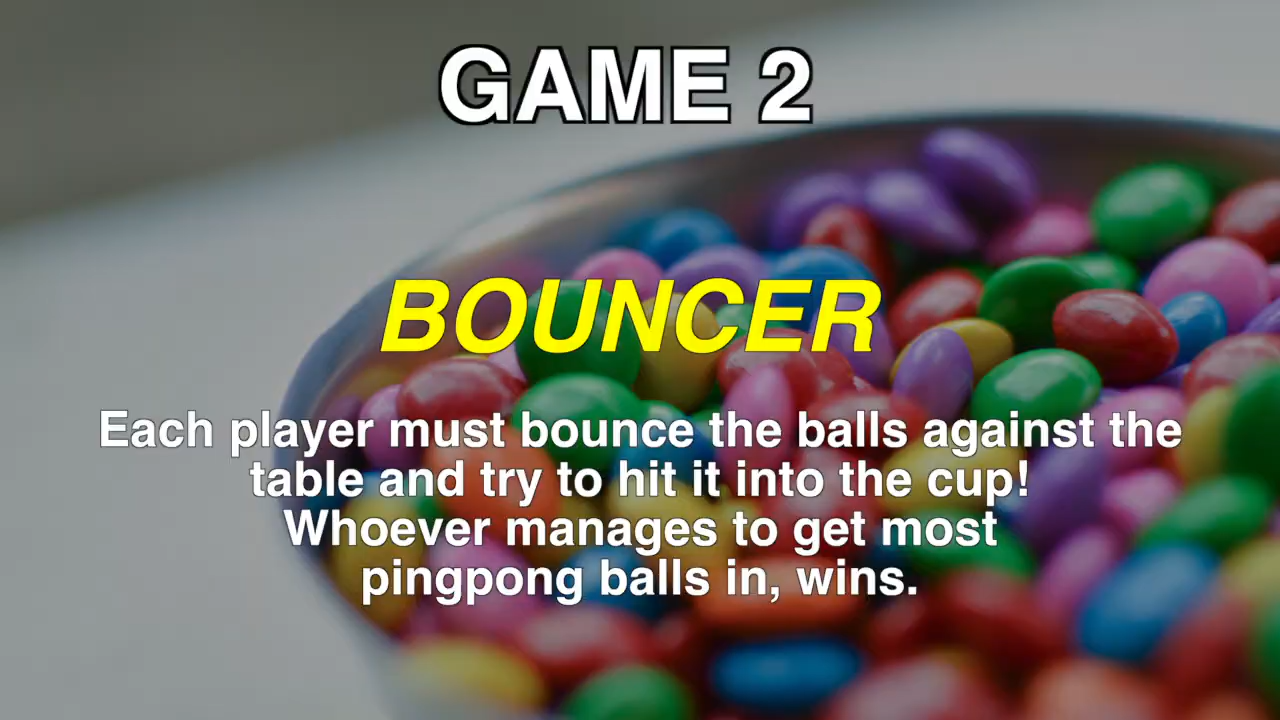 GAME 2
BOUNCER
Each player must bounce the balls against the
table and try to hit it into the cup!
Whoever manages to get most
pingpong balls in, wins.